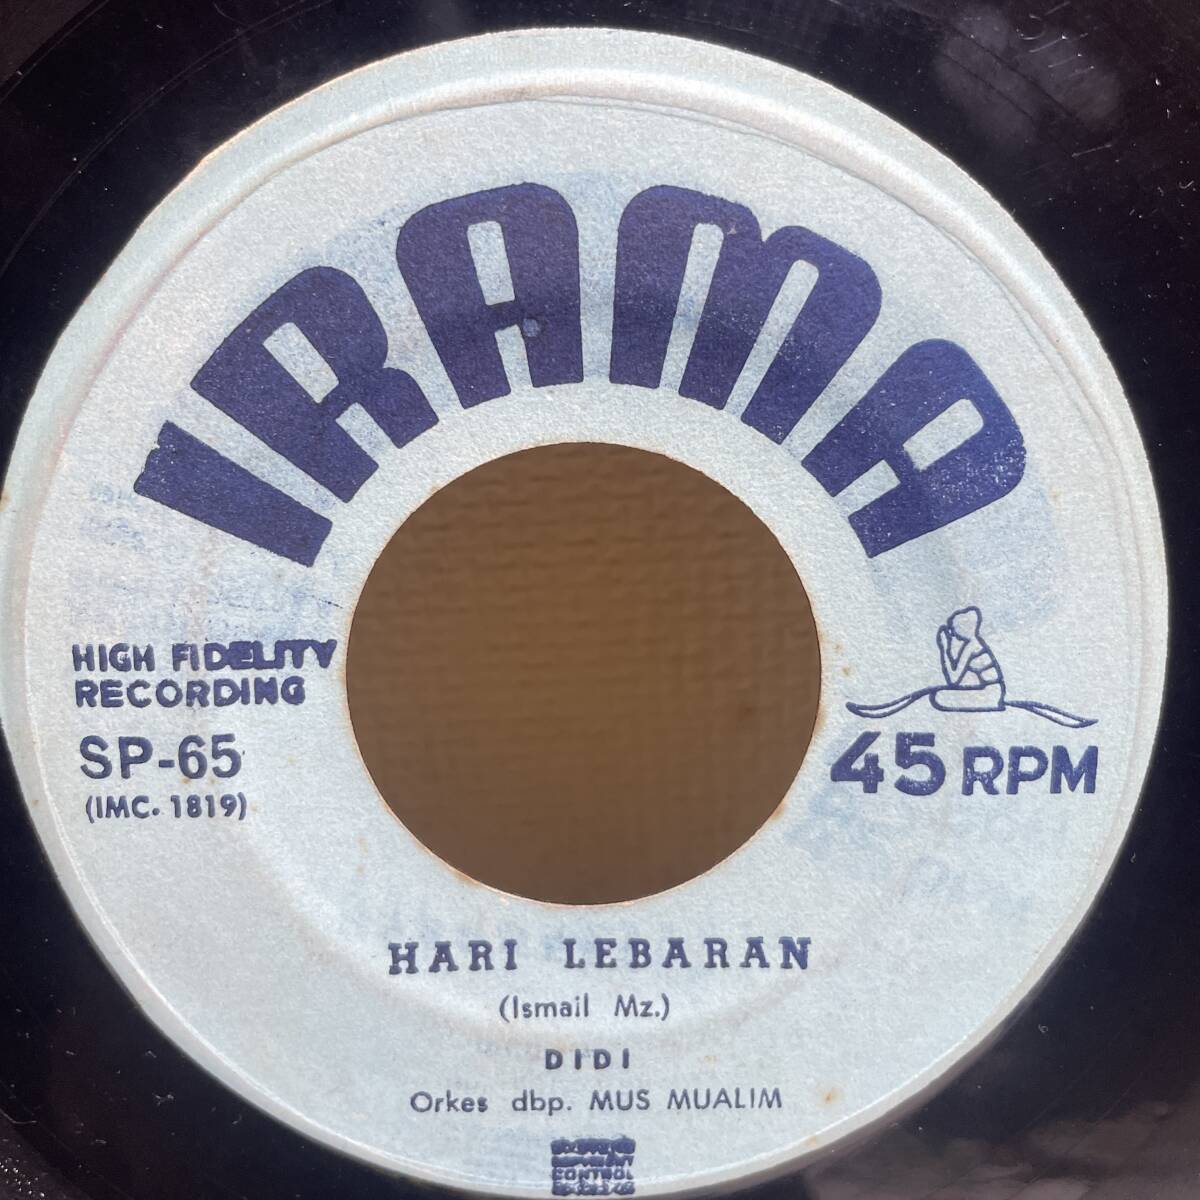 IRAMA
HIGH FIDELITY
RECORDING
SP-65
(IMC. 1819)
45 RPM
HARI LEBARAN
(Ismail Mz.)
DIDI
Orkes dbp. MUS MUALIM
CONTROL